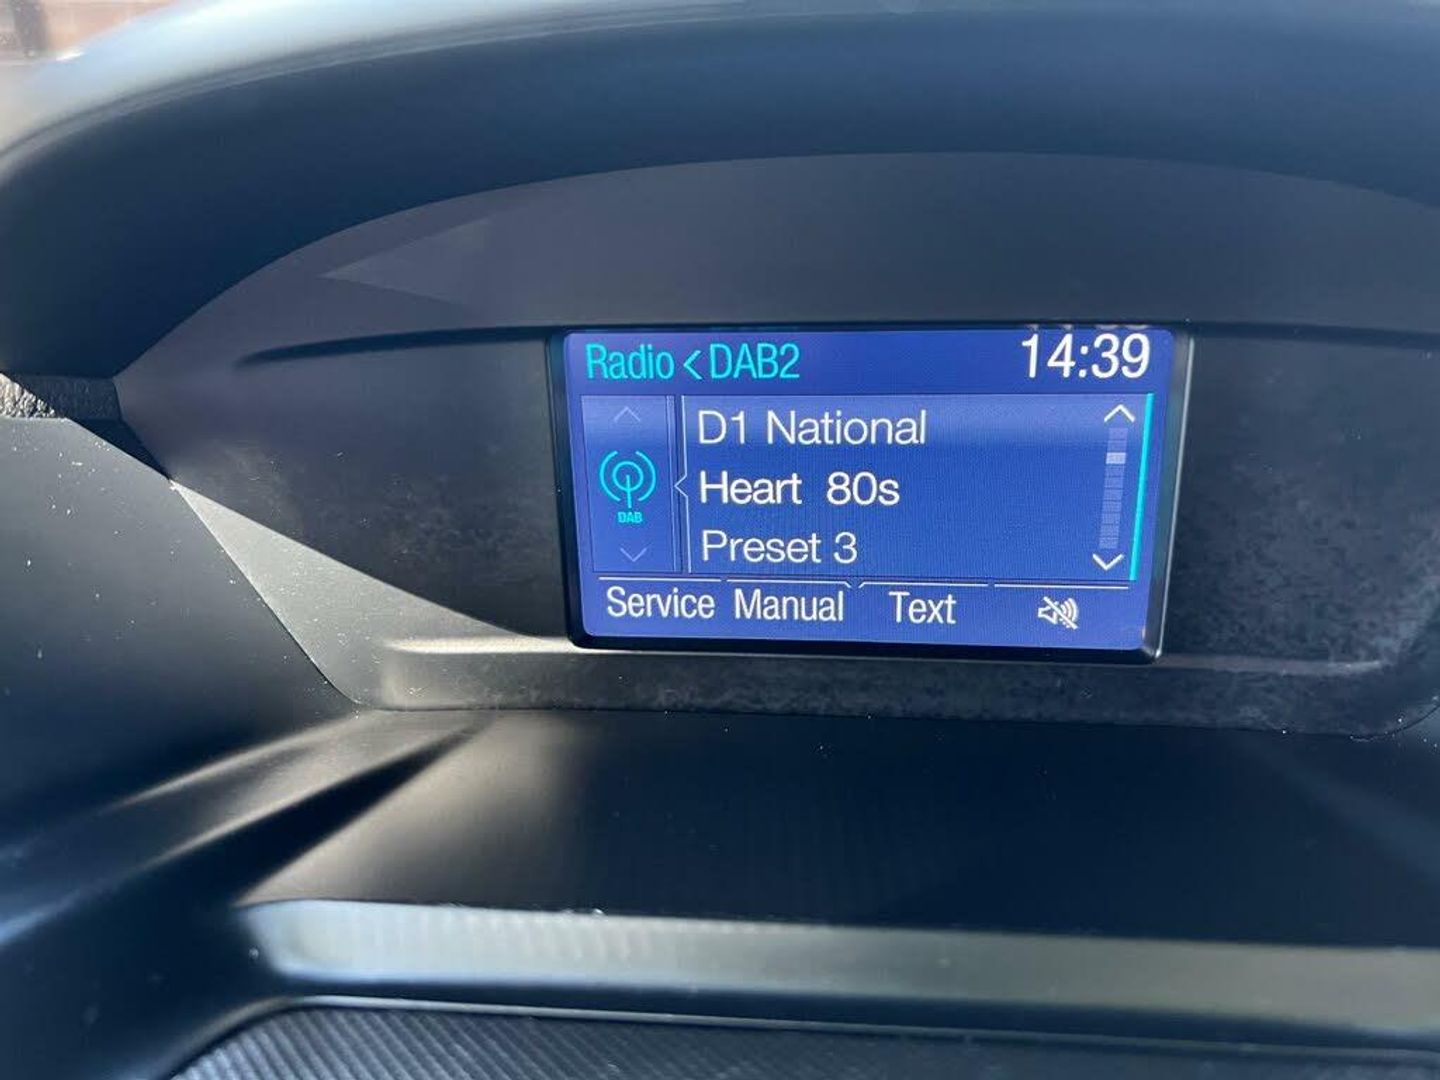 Radio < DAB2 14:39
D1 National
DAB
Heart 80s
Preset 3
Service Manual Text